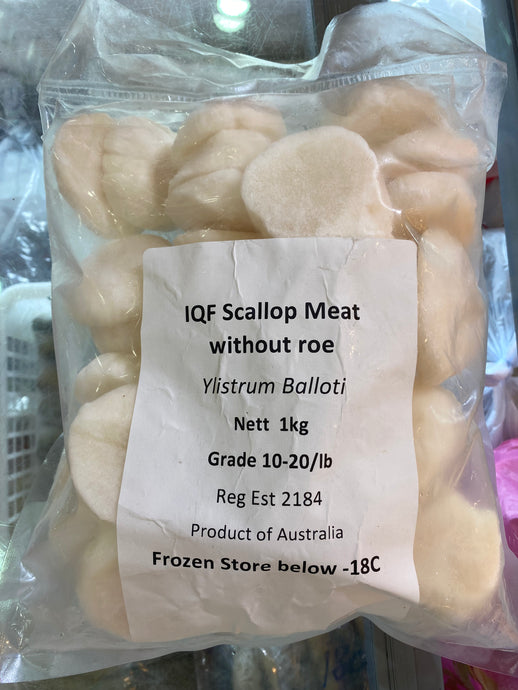 IQF Scallop Meat
without roe
Ylistrum Balloti
Nett 1kg
Grade 10-20/lb
Reg Est 2184
Product of Australia
Frozen Store below -18C